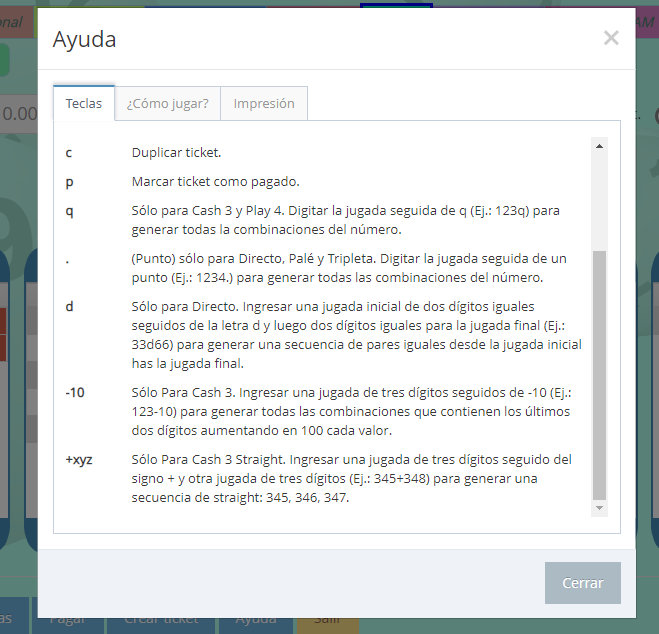 Ayuda
×
Teclas
¿Cómo jugar?
Impresión
c Duplicar ticket.
p Marcar ticket como pagado.
q Sólo para Cash 3 y Play 4. Digitar la jugada seguida de q (Ej.: 123q) para
generar todas la combinaciones del número.
. (Punto) sólo para Directo, Palé y Tripleta. Digitar la jugada seguida de un
punto (Ej.: 1234.) para generar todas las combinaciones del número.
d Sólo para Directo. Ingresar una jugada inicial de dos dígitos iguales
seguidos de la letra d y luego dos dígitos iguales para la jugada final (Ej.:
33d66) para generar una secuencia de pares iguales desde la jugada inicial
has la jugada final.
-10 Sólo Para Cash 3. Ingresar una jugada de tres dígitos seguidos de -10 (Ej.:
123-10) para generar todas las combinaciones que contienen los últimos
dos dígitos aumentando en 100 cada valor.
+xyz Sólo Para Cash 3 Straight. Ingresar una jugada de tres dígitos seguido del
signo + y otra jugada de tres dígitos (Ej.: 345+348) para generar una
secuencia de straight: 345, 346, 347.
Cerrar
0.00
AM
Pagar
Crear ticket
Ayuda
Salir